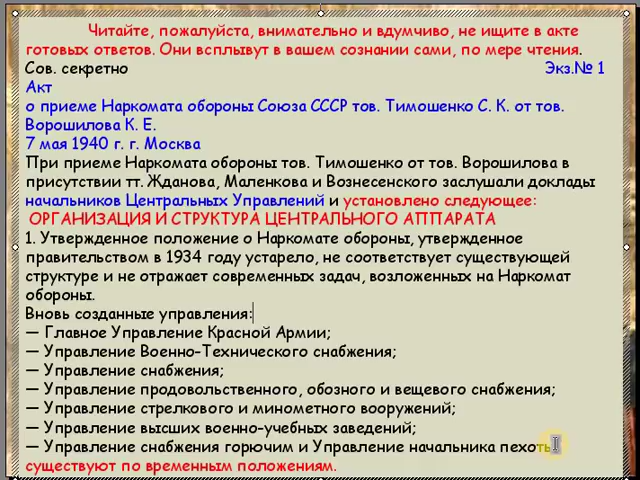 Читайте, пожалуйста, внимательно и вдумчиво, не ищите в акте
готовых ответов. Они всплывут в вашем сознании сами, по мере чтения.
Сов. секретно Экз.№ 1
Акт
о приеме Наркомата обороны Союза СССР тов. Тимошенко С. К. от тов.
Ворошилова К. Е.
7 мая 1940 г. г. Москва
При приеме Наркомата обороны тов. Тимошенко от тов. Ворошилова в
присутствии тт. Жданова, Маленкова и Вознесенского заслушали доклады
начальников Центральных Управлений и установлено следующее:
ОРГАНИЗАЦИЯ И СТРУКТУРА ЦЕНТРАЛЬНОГО АППАРАТА
1. Утвержденное положение о Наркомате обороны, утвержденное
правительством в 1934 году устарело, не соответствует существующей
структуре и не отражает современных задач, возложенных на Наркомат
обороны.
Вновь созданные управления:
— Главное Управление Красной Армии;
— Управление Военно-Технического снабжения;
— Управление снабжения;
— Управление продовольственного, обозного и вещевого снабжения;
— Управление стрелкового и минометного вооружений;
— Управление высших военно-учебных заведений;
— Управление снабжения горючим и Управление начальника пехоты
существуют по временным положениям.